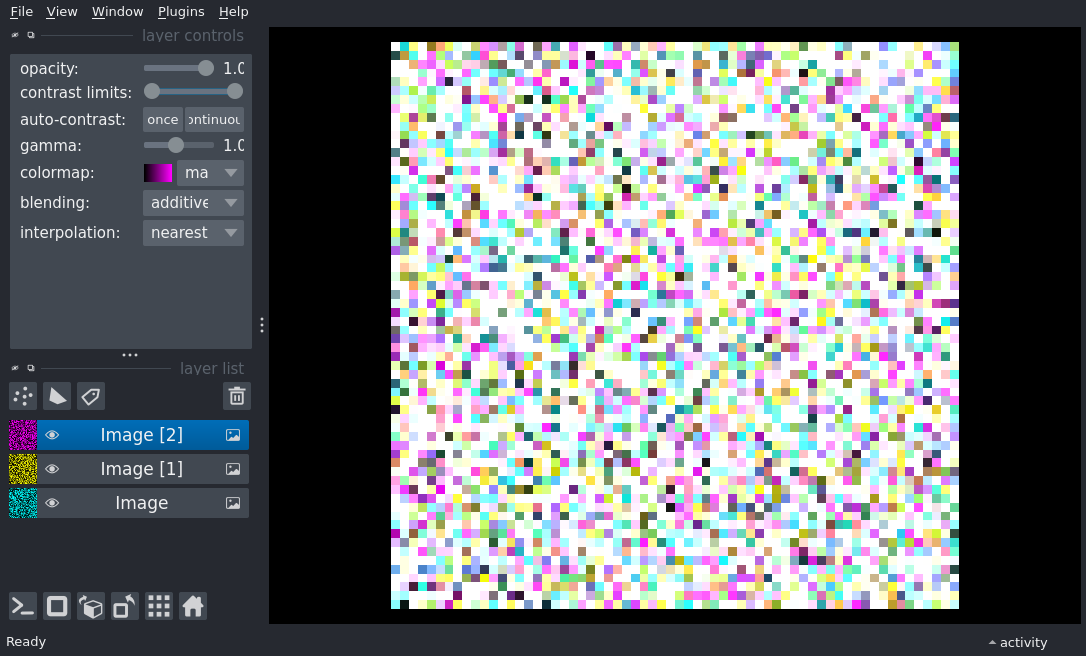 File View Window Plugins Help
layer controls
opacity: 1.0
contrast limits:
auto-contrast: once ontinuou
gamma: 1.0
colormap: ma
blending: additive
interpolation: nearest
layer list
Image [2]
Image [1]
Image
Ready
activity